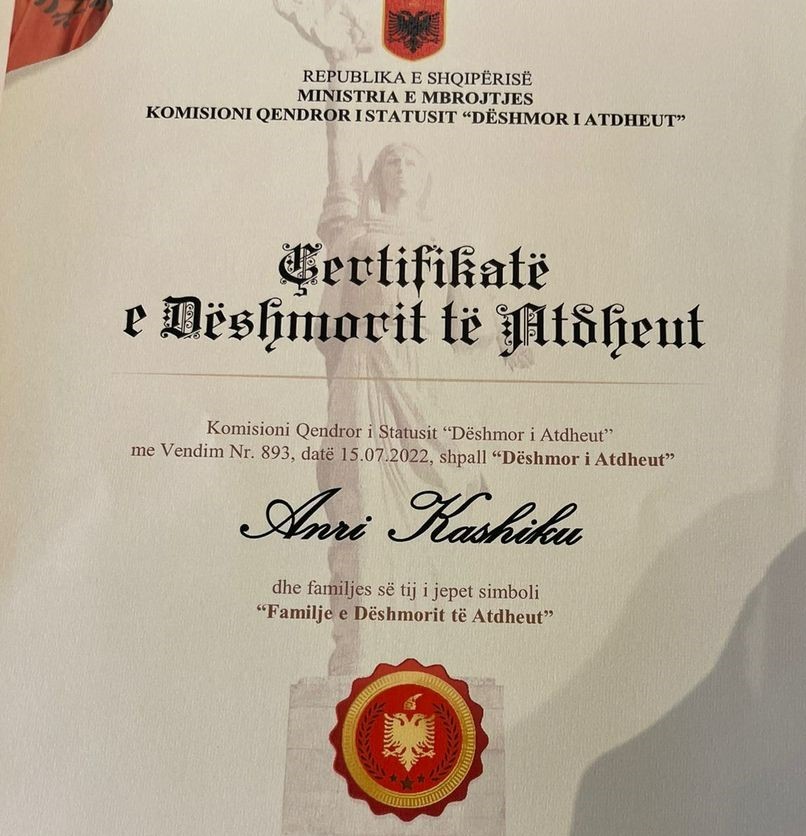 REPUBLIKA E SHQIPËRISË
MINISTRIA E MBROJTJES
KOMISIONI QENDROR I STATUSIT “DËSHMOR I ATDHEUT”
Çertifikatë
e Dëshmorit të Atdheut
Komisioni Qendror i Statusit “Dëshmor i Atdheut”
me Vendim Nr. 893, datë 15.07.2022, shpall “Dëshmor i Atdheut”
Anri Kashiku
dhe familjes së tij i jepet simboli
“Familje e Dëshmorit të Atdheut”